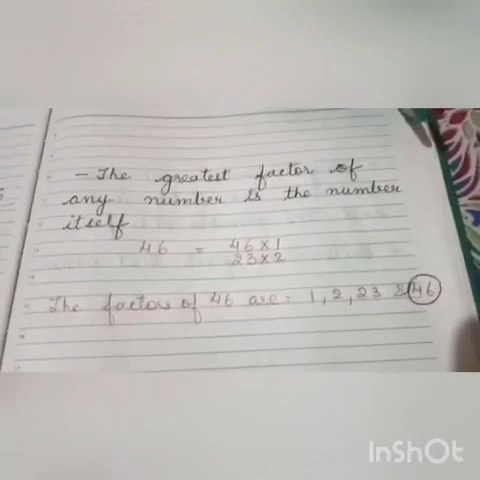 - The greatest factor of
any number is the number
itself
46 = 46 x 1
23 x 2
The factors of 46 are: 1, 2, 23 & 46
InShOt